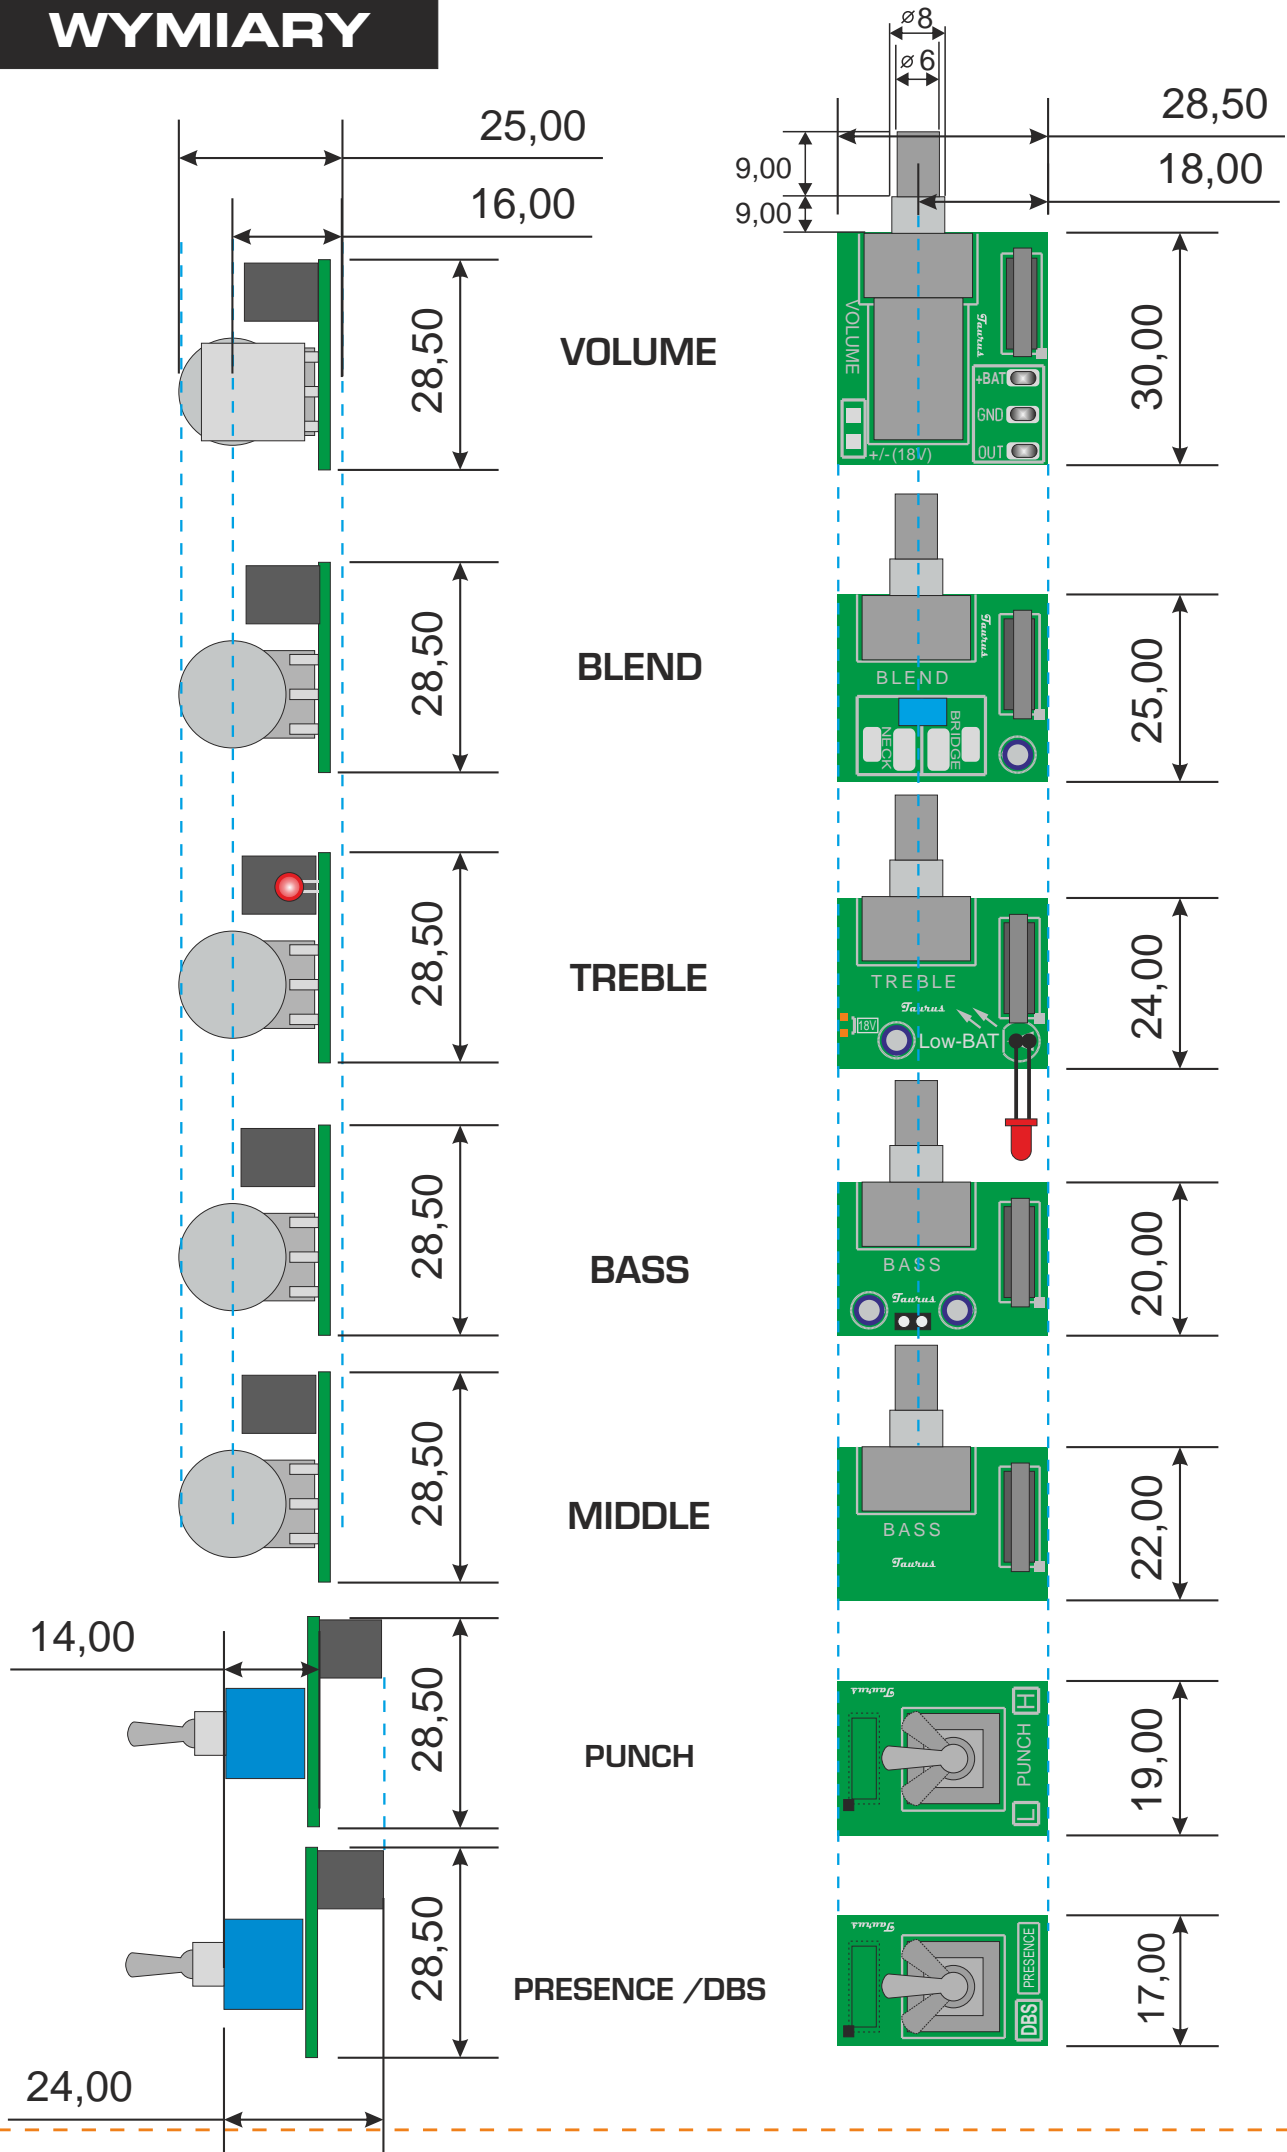 WYMIARY
⌀8
⌀6
25,00
28,50
16,00
18,00
9,00
9,00
28,50
VOLUME
VOLUME
Taurus
+BAT
GND
OUT
+/-(18V)
30,00
28,50
BLEND
Taurus
BLEND
NECK
BRIDGE
25,00
28,50
TREBLE
TREBLE
Taurus
18V
Low-BAT
24,00
28,50
BASS
BASS
Taurus
20,00
28,50
MIDDLE
BASS
Taurus
22,00
14,00
28,50
PUNCH
Taurus
H
PUNCH
L
19,00
28,50
PRESENCE /DBS
Taurus
PRESENCE
DBS
17,00
24,00